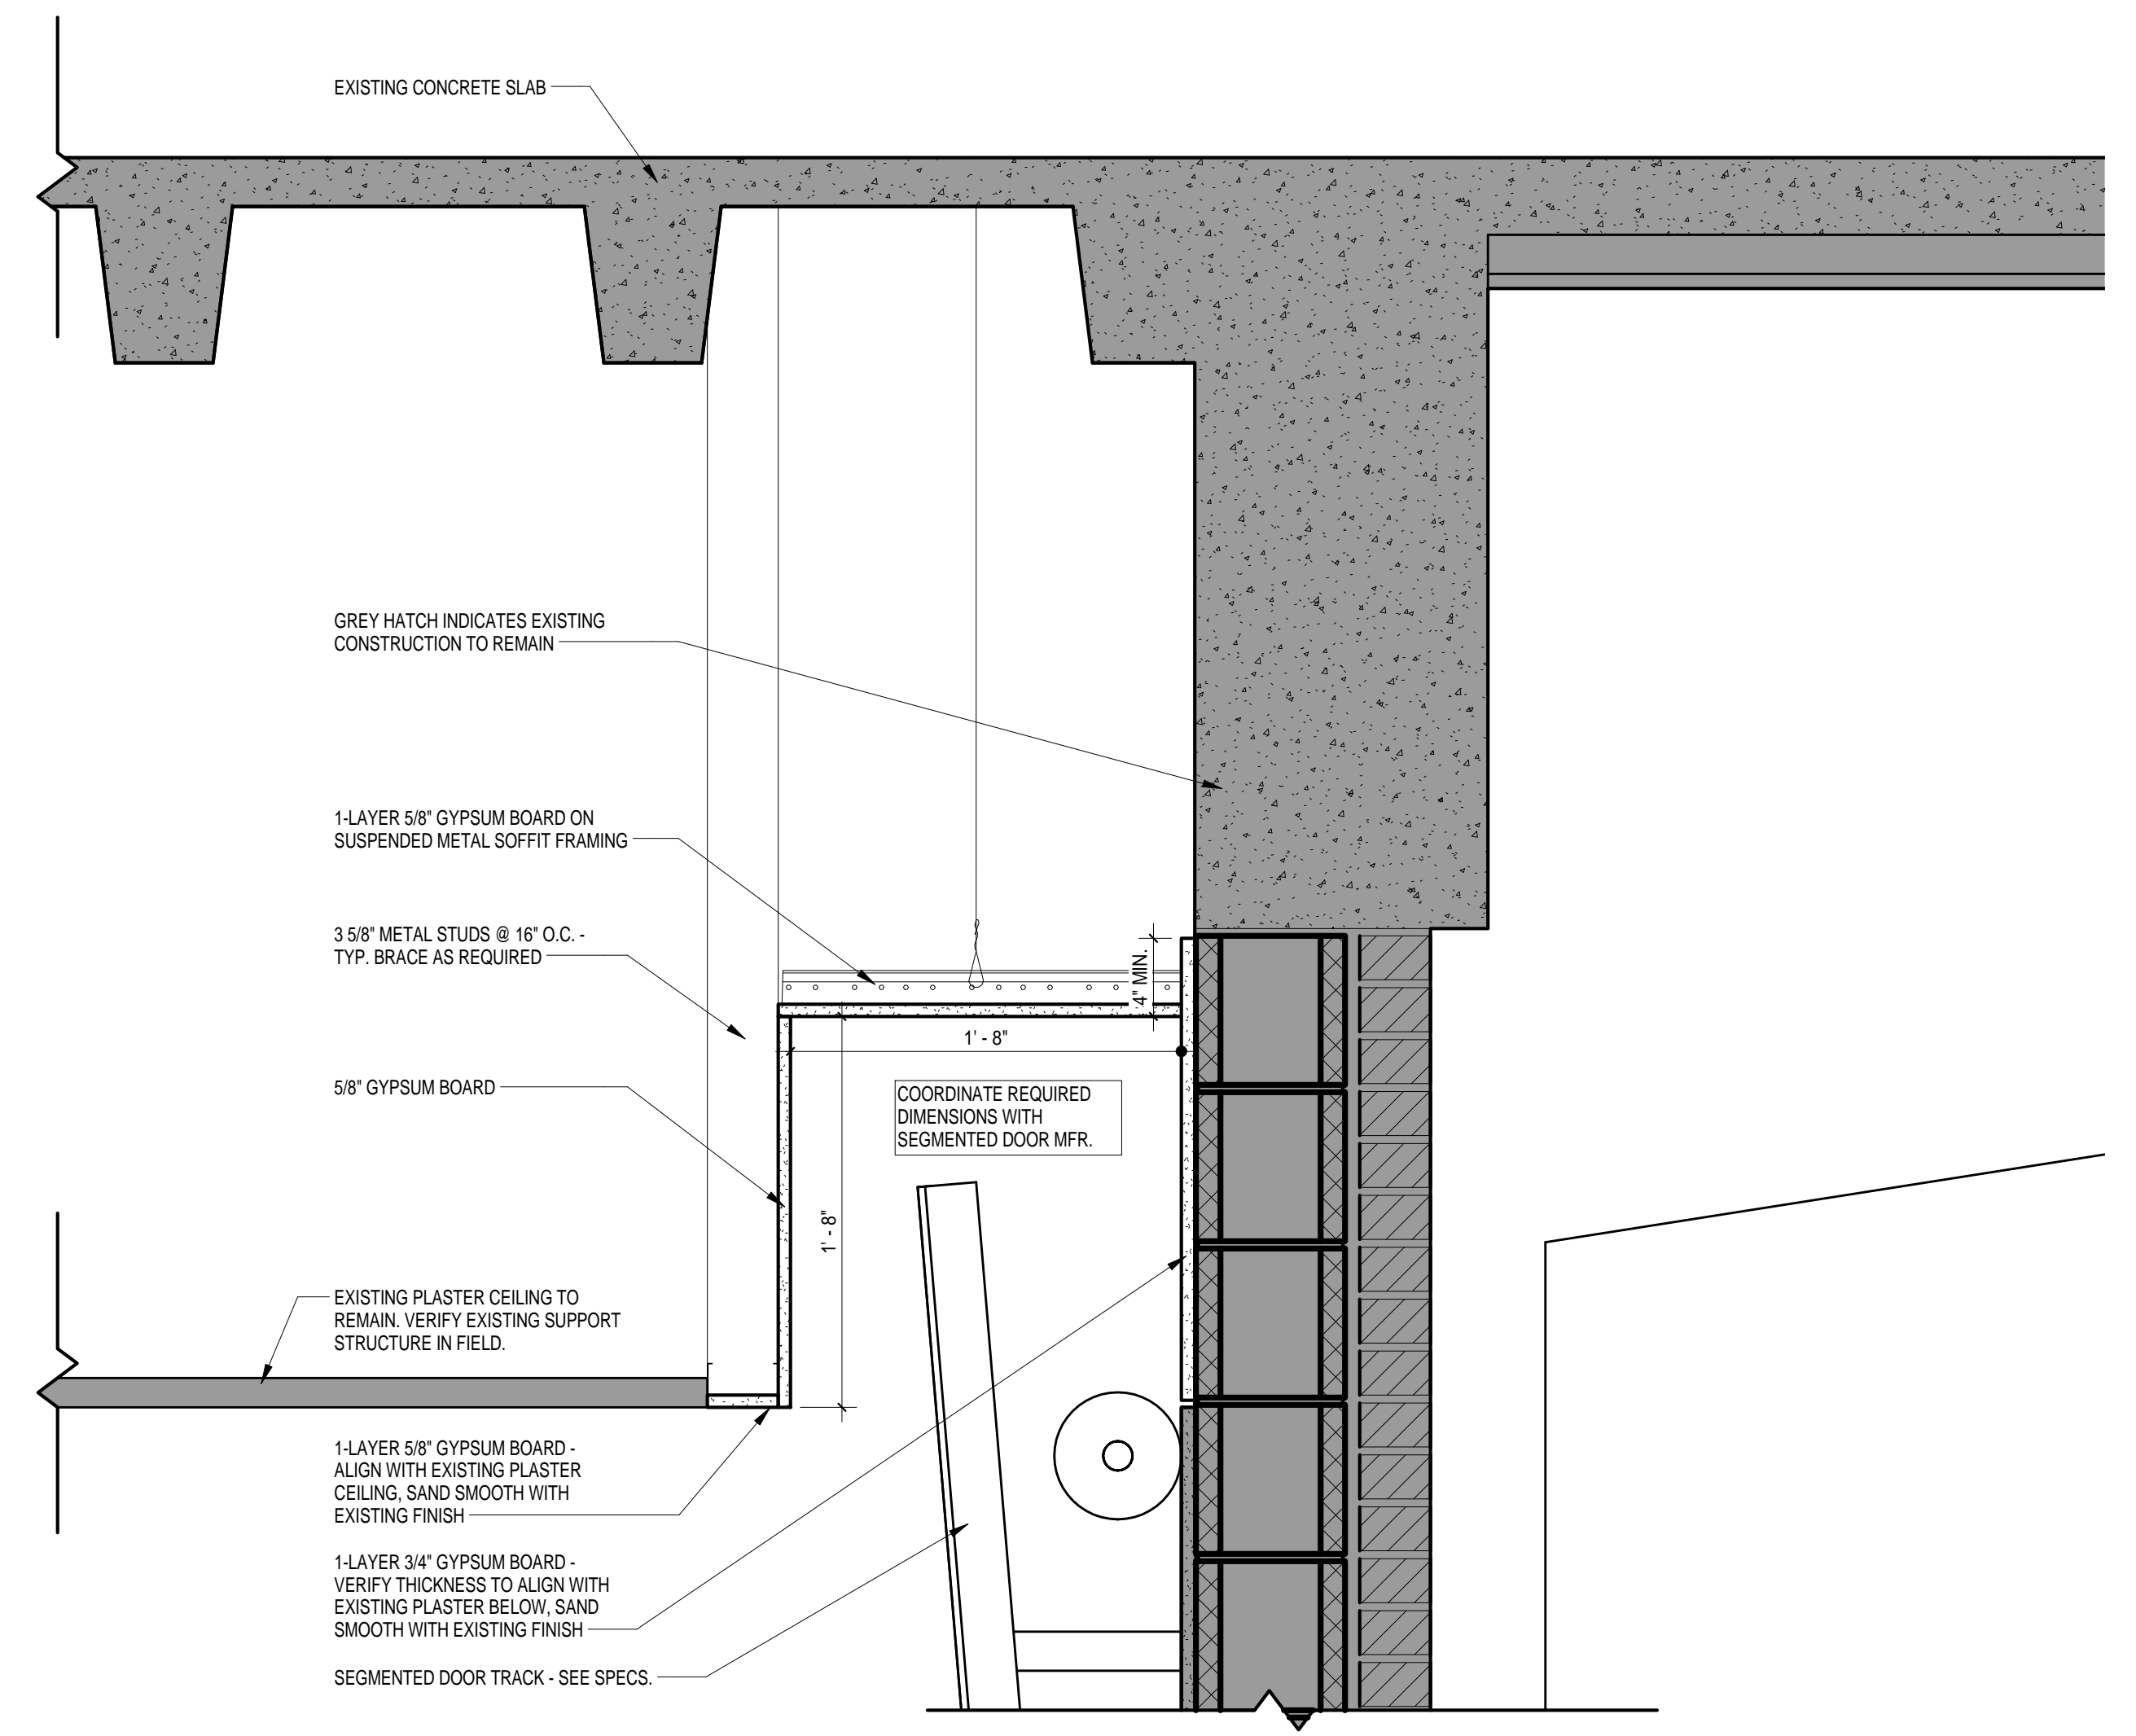 EXISTING CONCRETE SLAB
GREY HATCH INDICATES EXISTING
CONSTRUCTION TO REMAIN
1-LAYER 5/8" GYPSUM BOARD ON
SUSPENDED METAL SOFFIT FRAMING
3 5/8" METAL STUDS @ 16" O.C. -
TYP. BRACE AS REQUIRED
4" MIN.
1' - 8"
5/8" GYPSUM BOARD
COORDINATE REQUIRED
DIMENSIONS WITH
SEGMENTED DOOR MFR.
1' - 8"
EXISTING PLASTER CEILING TO
REMAIN. VERIFY EXISTING SUPPORT
STRUCTURE IN FIELD.
1-LAYER 5/8" GYPSUM BOARD -
ALIGN WITH EXISTING PLASTER
CEILING, SAND SMOOTH WITH
EXISTING FINISH
1-LAYER 3/4" GYPSUM BOARD -
VERIFY THICKNESS TO ALIGN WITH
EXISTING PLASTER BELOW, SAND
SMOOTH WITH EXISTING FINISH
SEGMENTED DOOR TRACK - SEE SPECS.